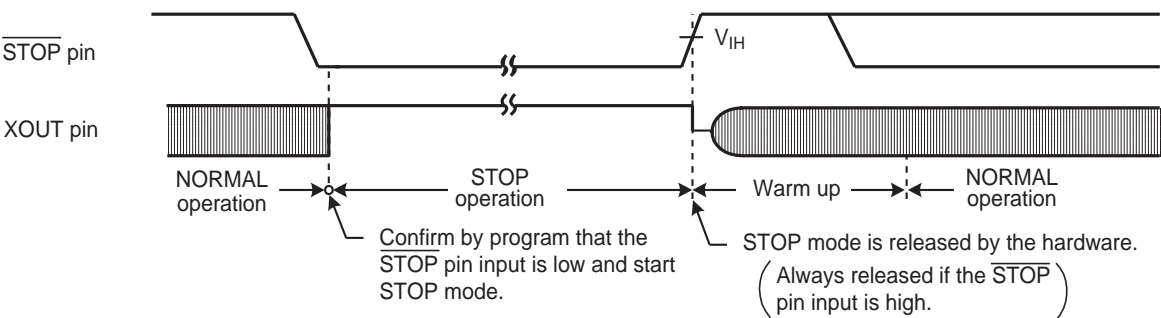 STOP pin
VIH
XOUT pin
NORMAL
operation
STOP
operation
Warm up
NORMAL
operation
Confirm by program that the
STOP pin input is low and start
STOP mode.
STOP mode is released by the hardware.
Always released if the STOP
pin input is high.